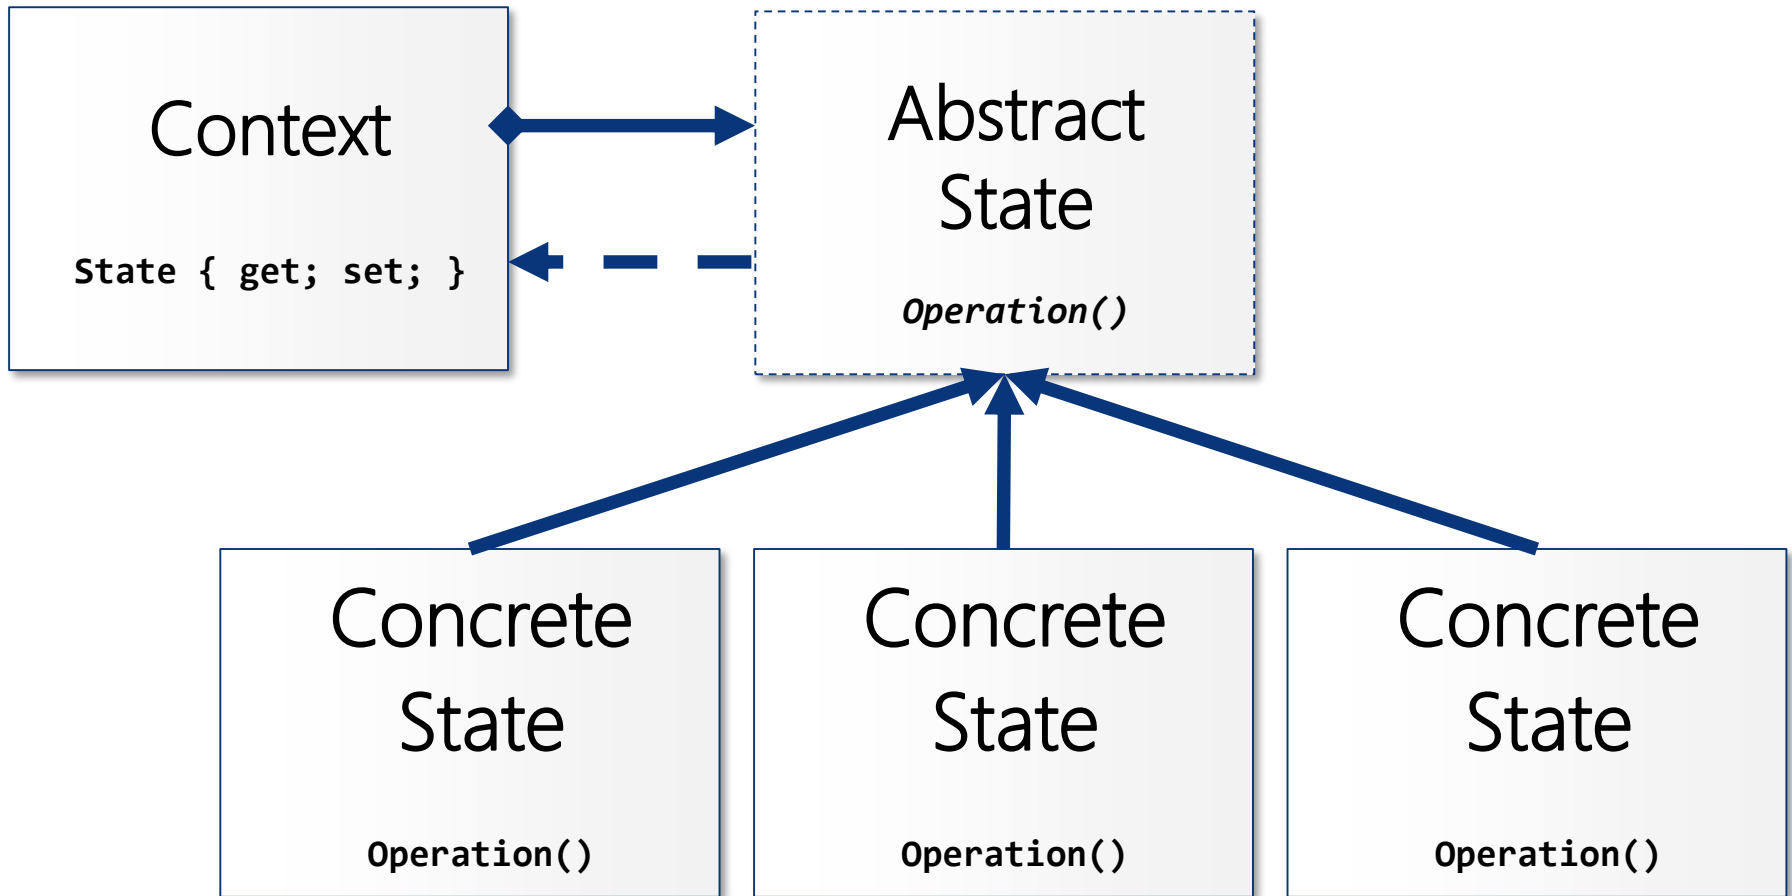 Context
State { get; set; }
Abstract
State
Operation()
Concrete
State
Operation()
Concrete
State
Operation()
Concrete
State
Operation()